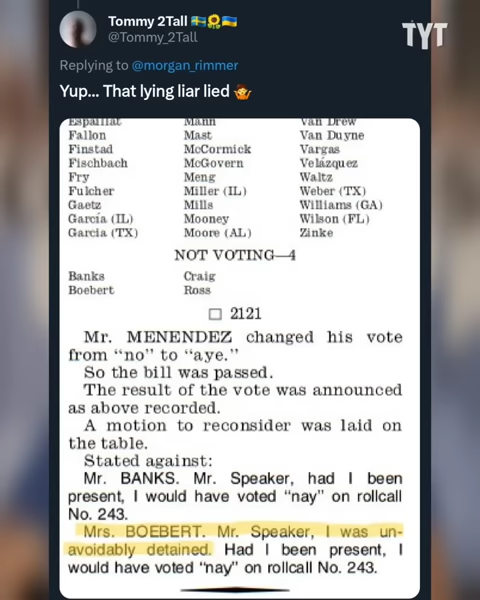 Tommy 2Tall 🇸🇪🌻🇺🇦
@Tommy_2Tall
TYT
Replying to @morgan_rimmer
Yup... That lying liar lied 🤷
Espaillat Mann Van Drew
Fallon Mast Van Duyne
Finstad McCormick Vargas
Fischbach McGovern Velázquez
Fry Meng Waltz
Fulcher Miller (IL) Weber (TX)
Gaetz Mills Williams (GA)
García (IL) Mooney Wilson (FL)
Garcia (TX) Moore (AL) Zinke
NOT VOTING—4
Banks Craig
Boebert Ross
□ 2121
Mr. MENENDEZ changed his vote
from “no” to “aye.”
So the bill was passed.
The result of the vote was announced
as above recorded.
A motion to reconsider was laid on
the table.
Stated against:
Mr. BANKS. Mr. Speaker, had I been
present, I would have voted “nay” on rollcall
No. 243.
Mrs. BOEBERT. Mr. Speaker, I was un-
avoidably detained. Had I been present, I
would have voted “nay” on rollcall No. 243.